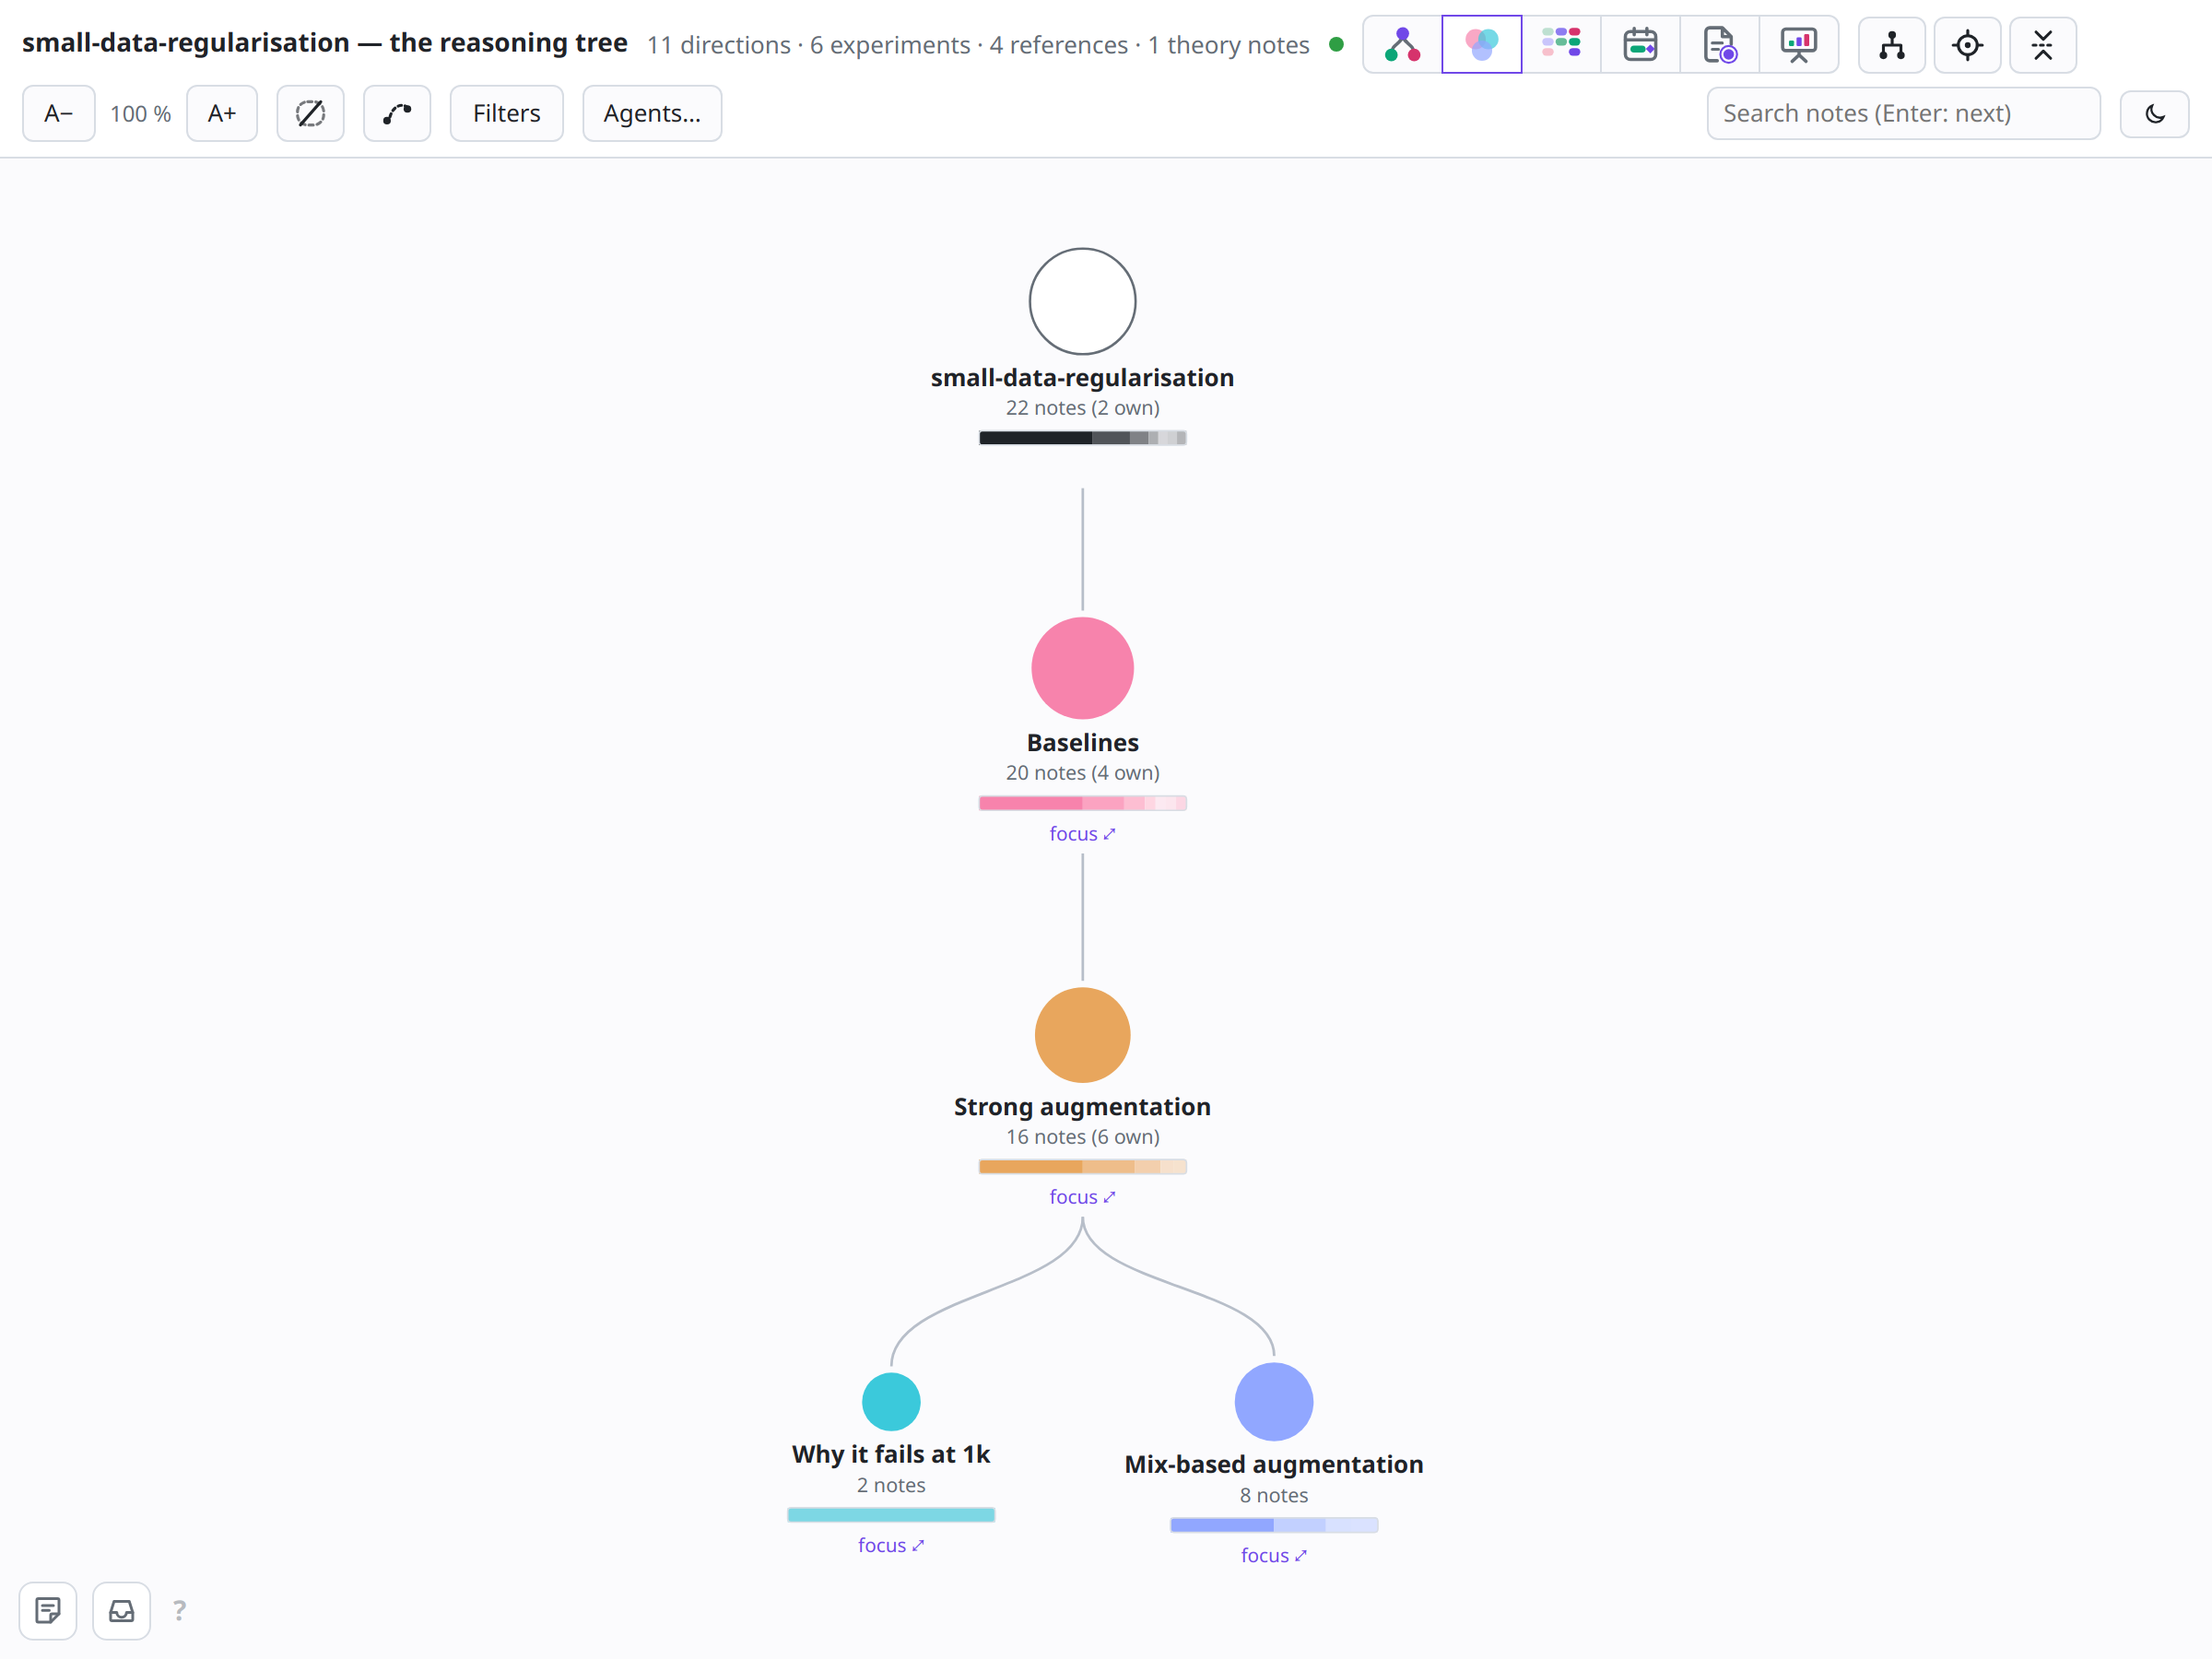 small-data-regularisation — the reasoning tree
11 directions · 6 experiments · 4 references · 1 theory notes
A−
100 %
A+
Filters
Agents...
Search notes (Enter: next)
small-data-regularisation
22 notes (2 own)
Baselines
20 notes (4 own)
focus ⤢
Strong augmentation
16 notes (6 own)
focus ⤢
Why it fails at 1k
2 notes
focus ⤢
Mix-based augmentation
8 notes
focus ⤢
?